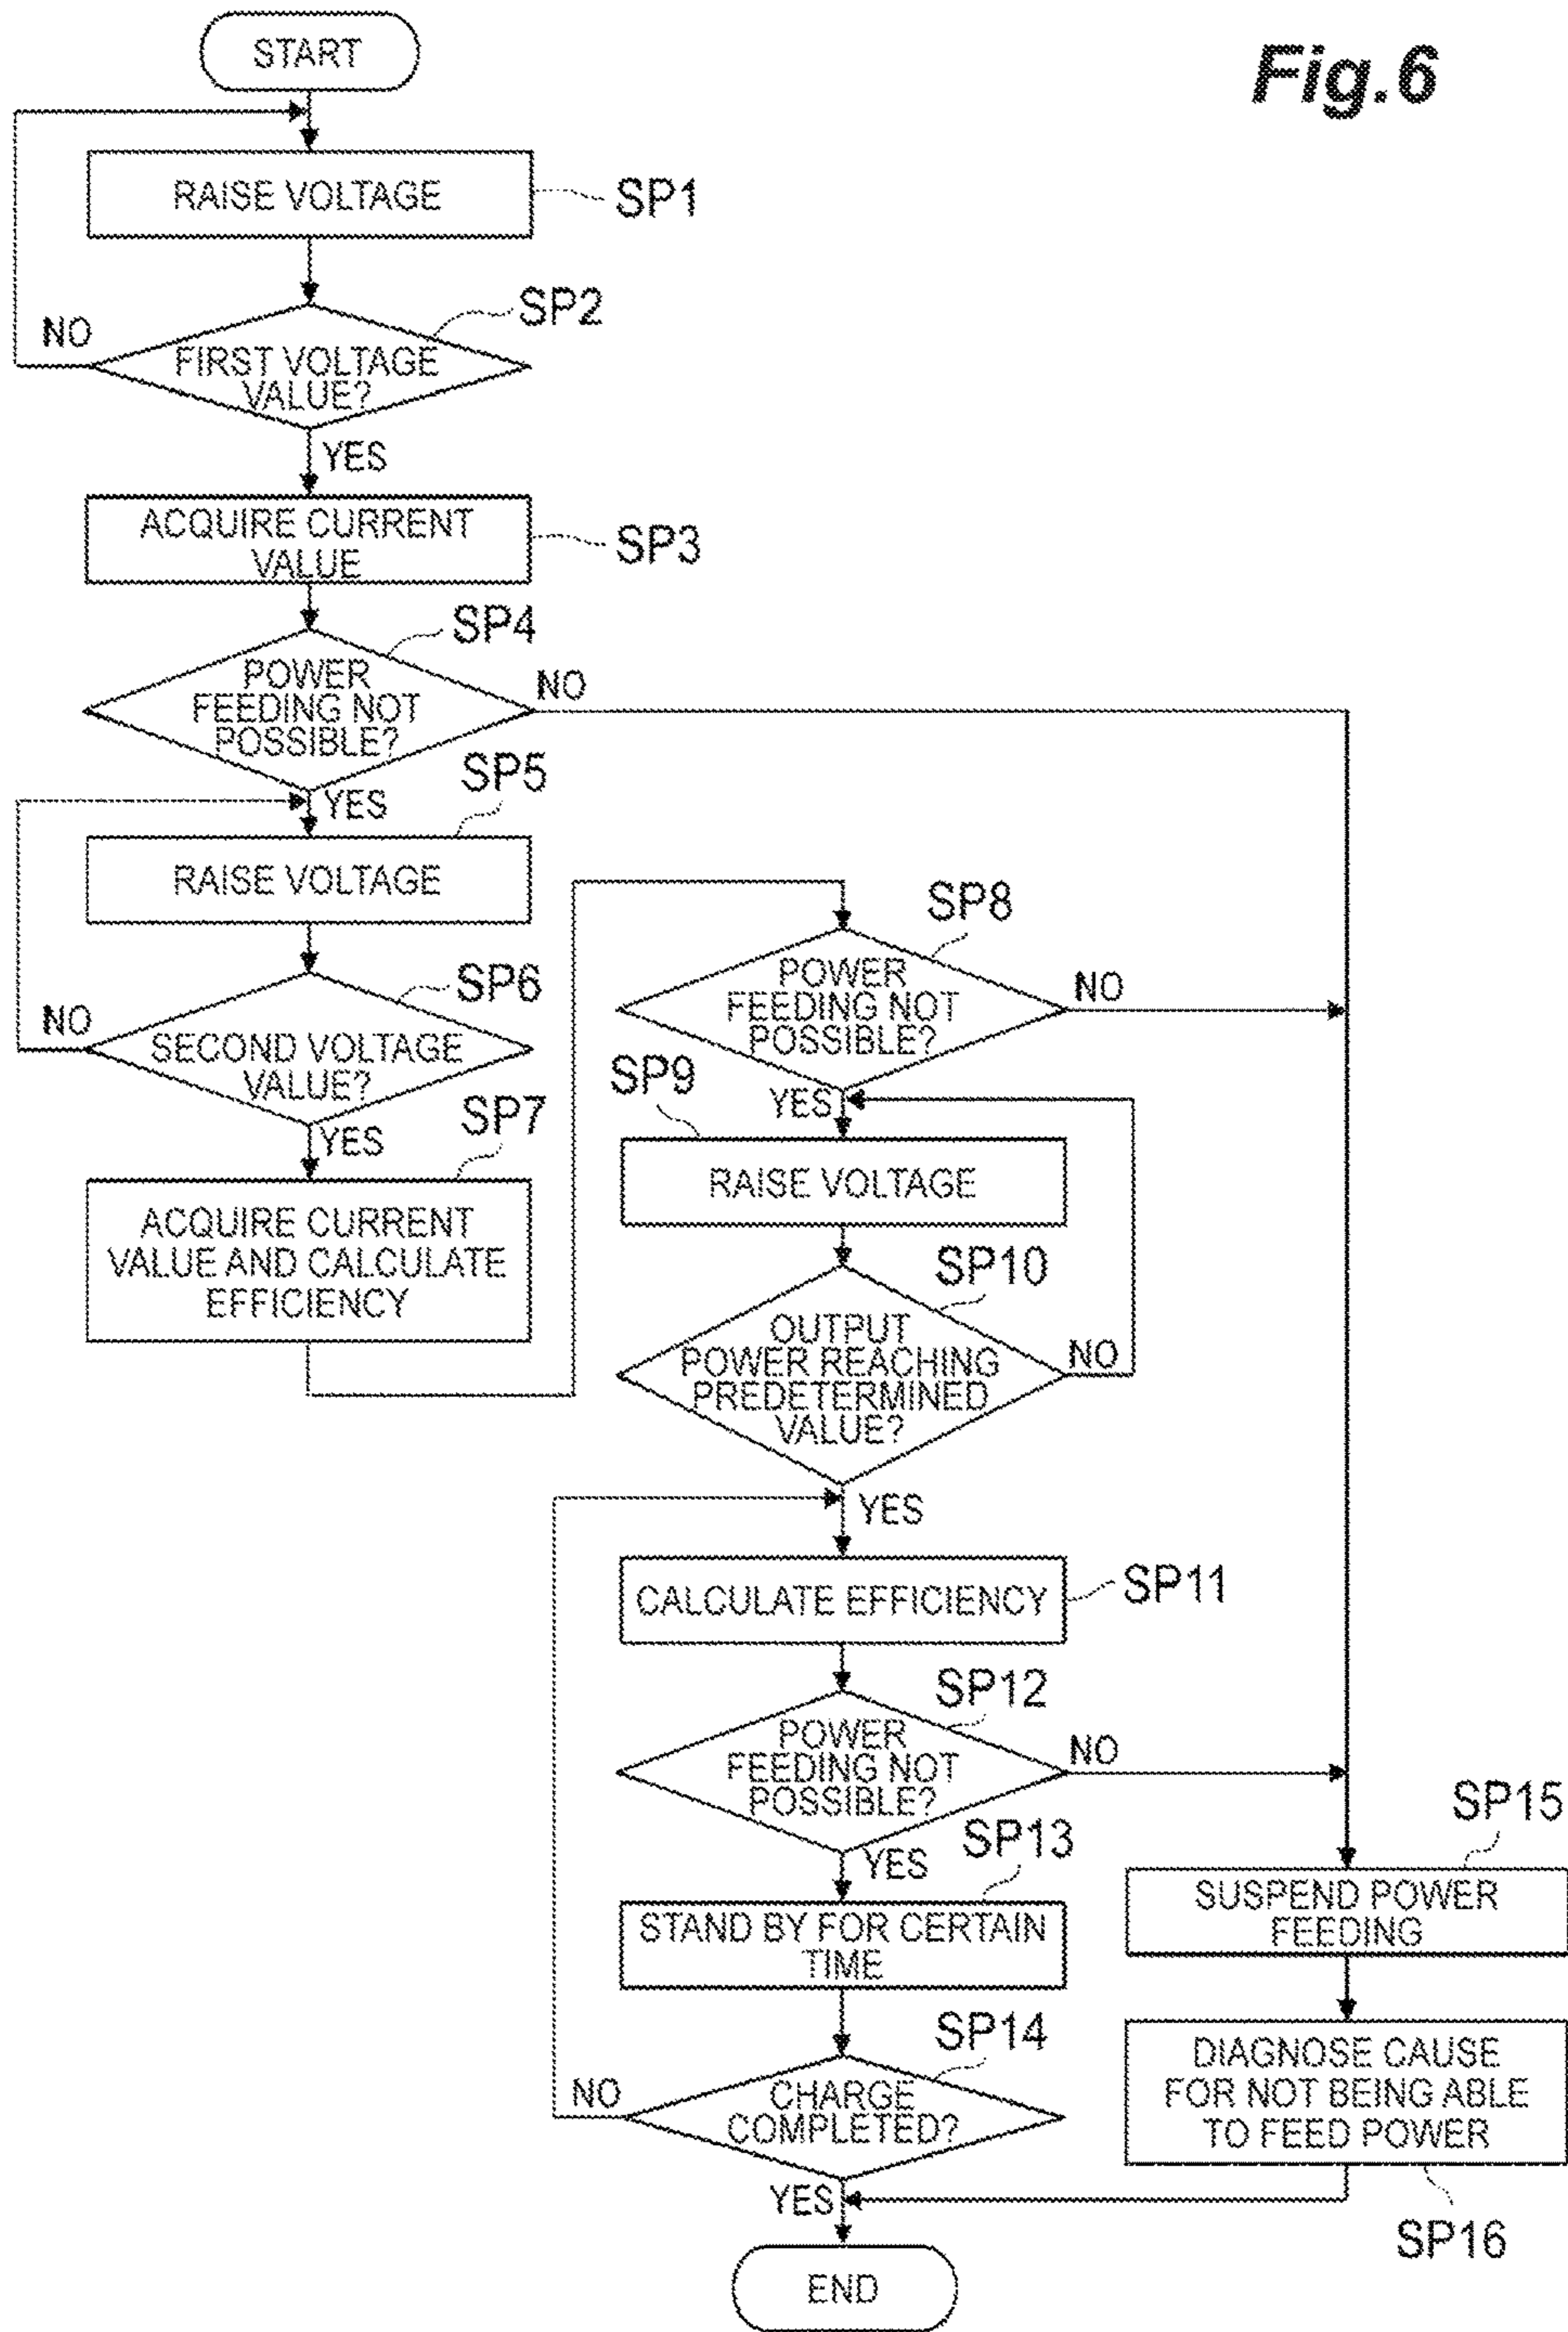 Fig.6
START
RAISE VOLTAGE
SP1
SP2
NO
FIRST VOLTAGE
VALUE?
YES
ACQUIRE CURRENT
VALUE
SP3
SP4
POWER
FEEDING NOT
POSSIBLE?
NO
YES
SP5
RAISE VOLTAGE
SP6
NO
SECOND VOLTAGE
VALUE?
YES
SP7
ACQUIRE CURRENT
VALUE AND CALCULATE
EFFICIENCY
SP8
POWER
FEEDING NOT
POSSIBLE?
NO
YES
SP9
RAISE VOLTAGE
SP10
OUTPUT
POWER REACHING
PREDETERMINED
VALUE?
NO
YES
CALCULATE EFFICIENCY
SP11
SP12
POWER
FEEDING NOT
POSSIBLE?
NO
YES
SP13
STAND BY FOR CERTAIN
TIME
SP14
NO
CHARGE
COMPLETED?
YES
SP15
SUSPEND POWER
FEEDING
DIAGNOSE CAUSE
FOR NOT BEING ABLE
TO FEED POWER
SP16
END